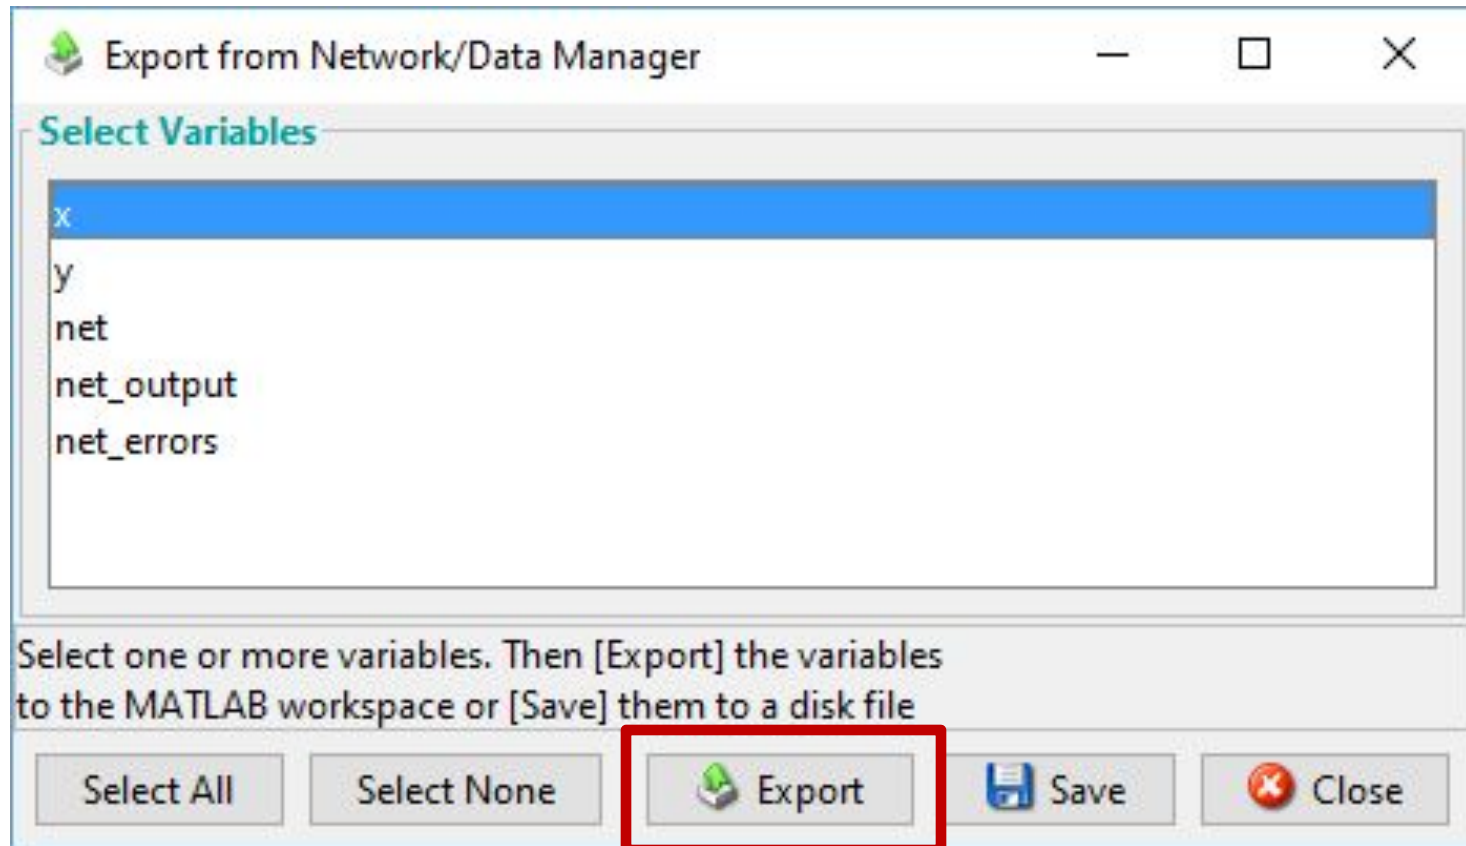 Export from Network/Data Manager
Select Variables
x
y
net
net_output
net_errors
Select one or more variables. Then [Export] the variables
to the MATLAB workspace or [Save] them to a disk file
Select All Select None Export Save Close